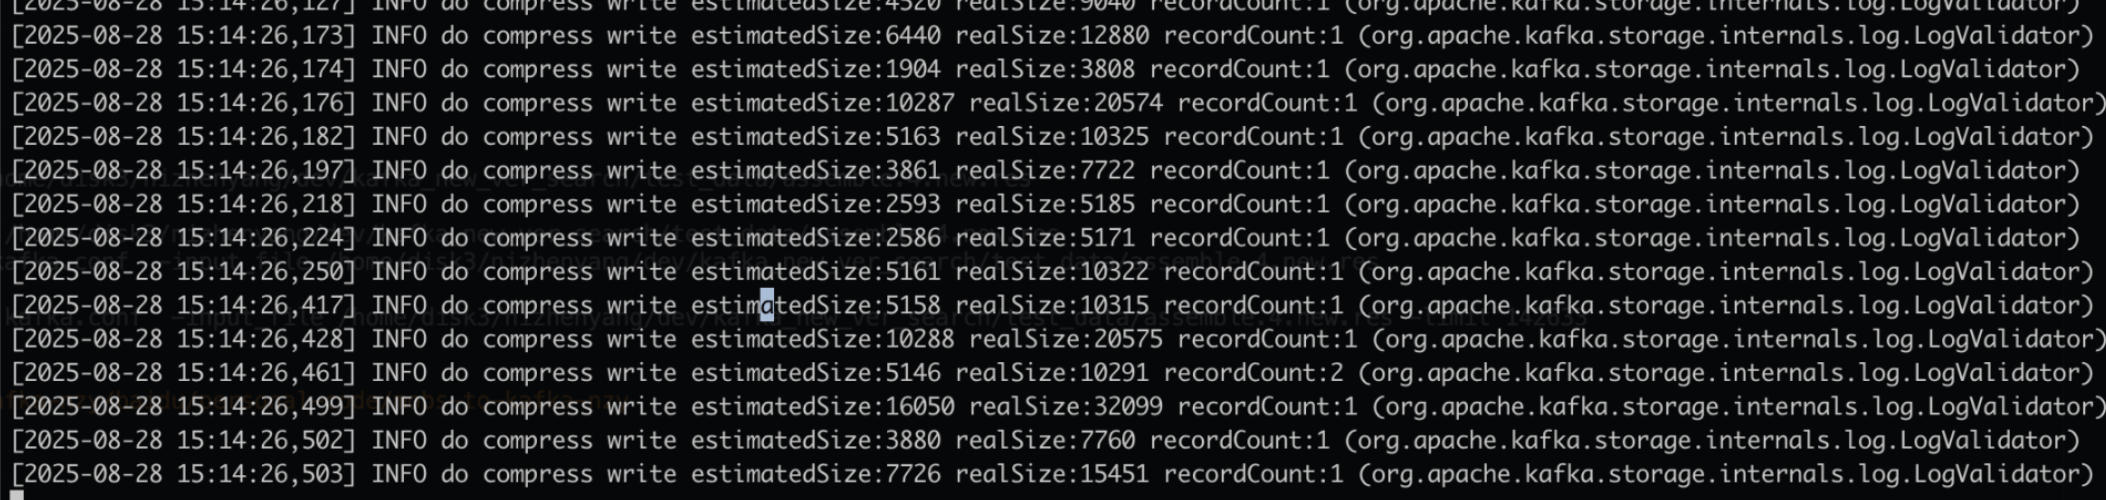 [2025-08-28 15:14:26,127] INFO do compress write estimatedSize:4520 realSize:9040 recordCount:1 (org.apache.kafka.storage.internals.log.LogValidator)
[2025-08-28 15:14:26,173] INFO do compress write estimatedSize:6440 realSize:12880 recordCount:1 (org.apache.kafka.storage.internals.log.LogValidator)
[2025-08-28 15:14:26,174] INFO do compress write estimatedSize:1904 realSize:3808 recordCount:1 (org.apache.kafka.storage.internals.log.LogValidator)
[2025-08-28 15:14:26,176] INFO do compress write estimatedSize:10287 realSize:20574 recordCount:1 (org.apache.kafka.storage.internals.log.LogValidator)
[2025-08-28 15:14:26,182] INFO do compress write estimatedSize:5163 realSize:10325 recordCount:1 (org.apache.kafka.storage.internals.log.LogValidator)
[2025-08-28 15:14:26,197] INFO do compress write estimatedSize:3861 realSize:7722 recordCount:1 (org.apache.kafka.storage.internals.log.LogValidator)
[2025-08-28 15:14:26,218] INFO do compress write estimatedSize:2593 realSize:5185 recordCount:1 (org.apache.kafka.storage.internals.log.LogValidator)
[2025-08-28 15:14:26,224] INFO do compress write estimatedSize:2586 realSize:5171 recordCount:1 (org.apache.kafka.storage.internals.log.LogValidator)
[2025-08-28 15:14:26,250] INFO do compress write estimatedSize:5161 realSize:10322 recordCount:1 (org.apache.kafka.storage.internals.log.LogValidator)
[2025-08-28 15:14:26,417] INFO do compress write estimatedSize:5158 realSize:10315 recordCount:1 (org.apache.kafka.storage.internals.log.LogValidator)
[2025-08-28 15:14:26,428] INFO do compress write estimatedSize:10288 realSize:20575 recordCount:1 (org.apache.kafka.storage.internals.log.LogValidator)
[2025-08-28 15:14:26,461] INFO do compress write estimatedSize:5146 realSize:10291 recordCount:2 (org.apache.kafka.storage.internals.log.LogValidator)
[2025-08-28 15:14:26,499] INFO do compress write estimatedSize:16050 realSize:32099 recordCount:1 (org.apache.kafka.storage.internals.log.LogValidator)
[2025-08-28 15:14:26,502] INFO do compress write estimatedSize:3880 realSize:7760 recordCount:1 (org.apache.kafka.storage.internals.log.LogValidator)
[2025-08-28 15:14:26,503] INFO do compress write estimatedSize:7726 realSize:15451 recordCount:1 (org.apache.kafka.storage.internals.log.LogValidator)